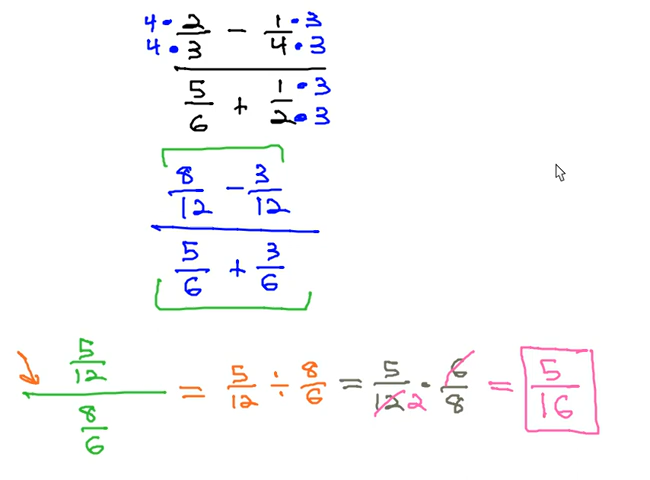 4 • 2/3 − 1/4 • 3
4 • 3
5/6 + 1/2 • 3
• 3
8/12 − 3/12
5/6 + 3/6
5/12 / 8/6 = 5/12 ÷ 8/6 = 5/12 2 • 6/8 = 5/16